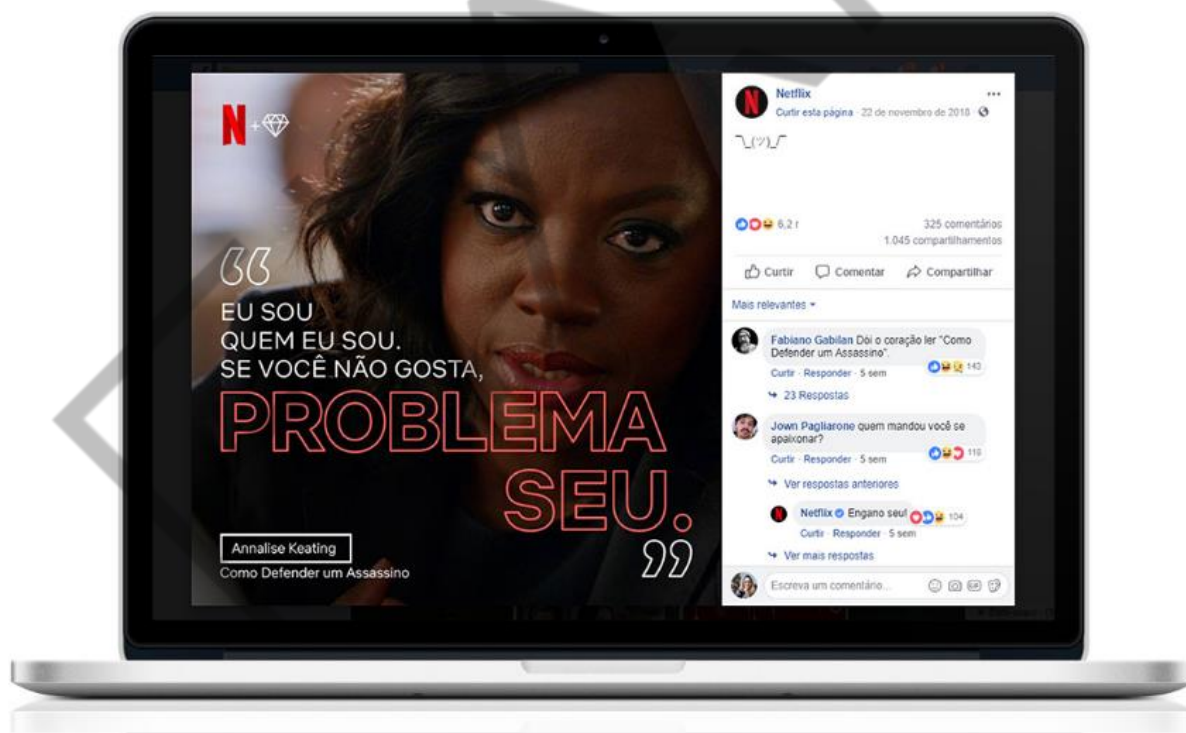 N+
“
EU SOU
QUEM EU SOU.
SE VOCÊ NÃO GOSTA,
PROBLEMA
SEU.
”
Annalise Keating
Como Defender um Assassino
Netflix
Curtir esta página · 22 de novembro de 2018 ·
¯\_(ツ)_/¯
6,2
325 comentários
1.045 compartilhamentos
Curtir Comentar Compartilhar
Mais relevantes
Fabiano Gabilan Dói o coração ler "Como
Defender um Assassino".
Curtir · Responder · 5 sem 143
23 Respostas
Jown Pagliarone quem mandou você se
apaixonar?
Curtir · Responder · 5 sem
Ver respostas anteriores
Netflix Engano seu! 104
Curtir · Responder · 5 sem
Ver mais respostas
Escreva um comentário...
GIF